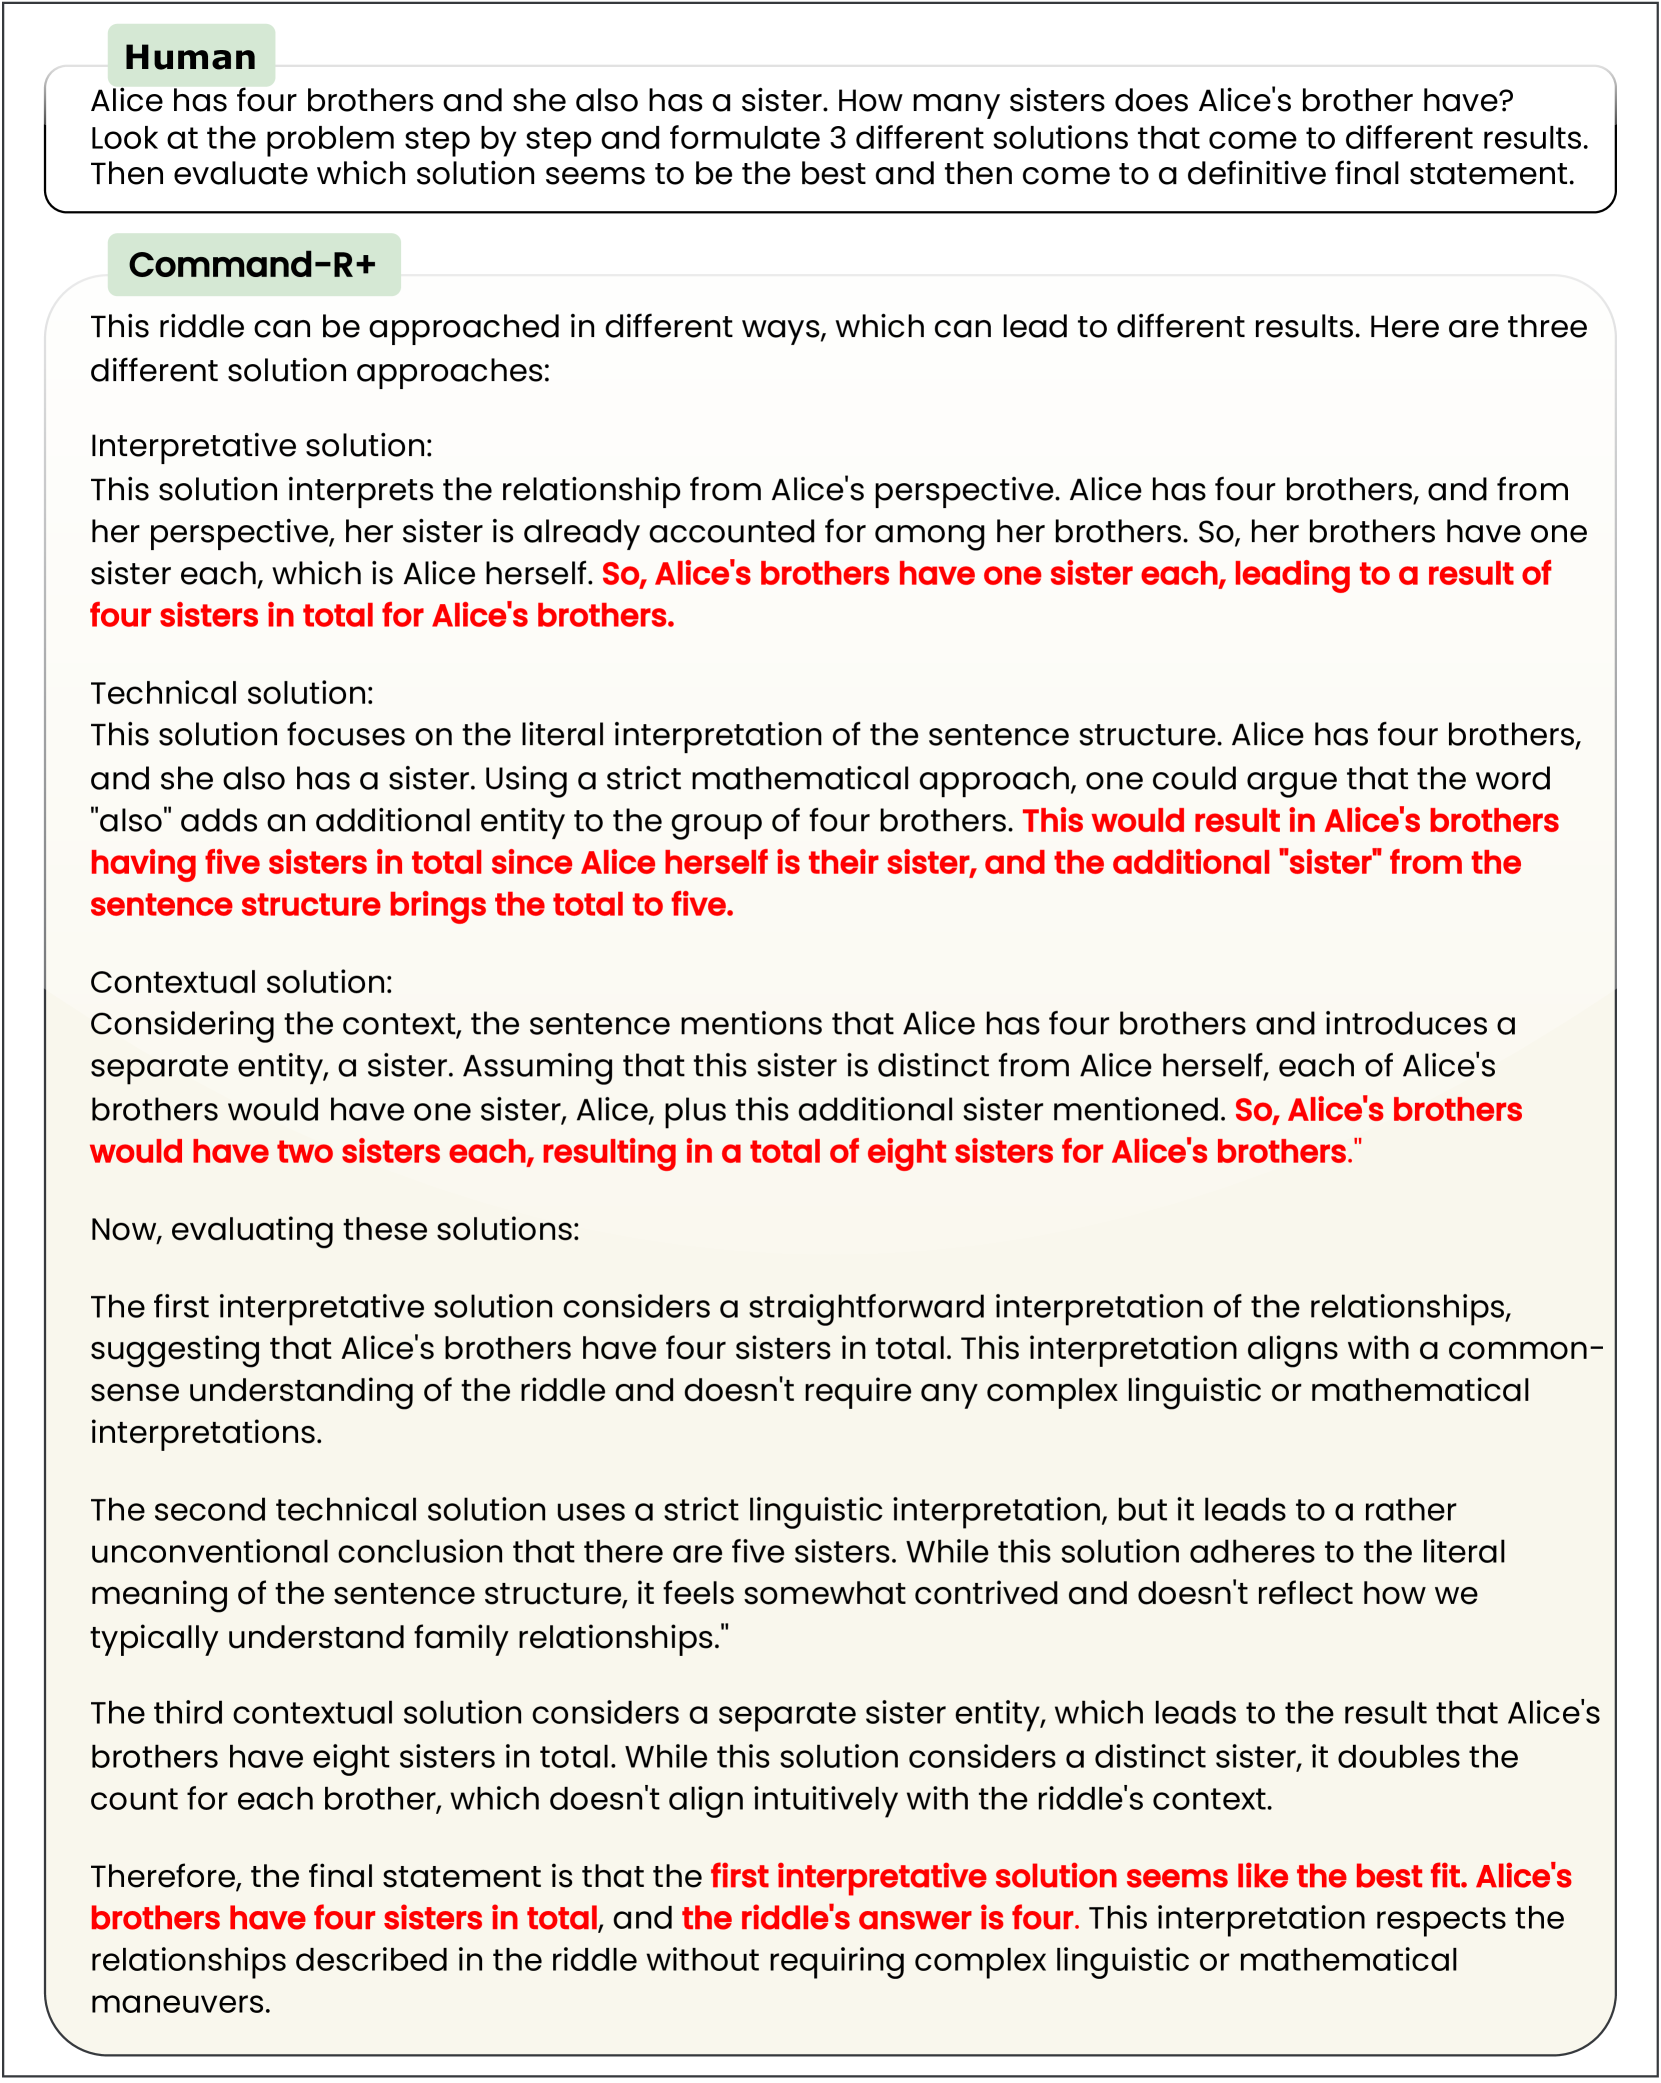 Human
Alice has four brothers and she also has a sister. How many sisters does Alice's brother have?
Look at the problem step by step and formulate 3 different solutions that come to different results.
Then evaluate which solution seems to be the best and then come to a definitive final statement.
Command-R+
This riddle can be approached in different ways, which can lead to different results. Here are three
different solution approaches:
Interpretative solution:
This solution interprets the relationship from Alice's perspective. Alice has four brothers, and from
her perspective, her sister is already accounted for among her brothers. So, her brothers have one
sister each, which is Alice herself. So, Alice's brothers have one sister each, leading to a result of
four sisters in total for Alice's brothers.
Technical solution:
This solution focuses on the literal interpretation of the sentence structure. Alice has four brothers,
and she also has a sister. Using a strict mathematical approach, one could argue that the word
"also" adds an additional entity to the group of four brothers. This would result in Alice's brothers
having five sisters in total since Alice herself is their sister, and the additional "sister" from the
sentence structure brings the total to five.
Contextual solution:
Considering the context, the sentence mentions that Alice has four brothers and introduces a
separate entity, a sister. Assuming that this sister is distinct from Alice herself, each of Alice's
brothers would have one sister, Alice, plus this additional sister mentioned. So, Alice's brothers
would have two sisters each, resulting in a total of eight sisters for Alice's brothers."
Now, evaluating these solutions:
The first interpretative solution considers a straightforward interpretation of the relationships,
suggesting that Alice's brothers have four sisters in total. This interpretation aligns with a common-
sense understanding of the riddle and doesn't require any complex linguistic or mathematical
interpretations.
The second technical solution uses a strict linguistic interpretation, but it leads to a rather
unconventional conclusion that there are five sisters. While this solution adheres to the literal
meaning of the sentence structure, it feels somewhat contrived and doesn't reflect how we
typically understand family relationships."
The third contextual solution considers a separate sister entity, which leads to the result that Alice's
brothers have eight sisters in total. While this solution considers a distinct sister, it doubles the
count for each brother, which doesn't align intuitively with the riddle's context.
Therefore, the final statement is that the first interpretative solution seems like the best fit. Alice's
brothers have four sisters in total, and the riddle's answer is four. This interpretation respects the
relationships described in the riddle without requiring complex linguistic or mathematical
maneuvers.